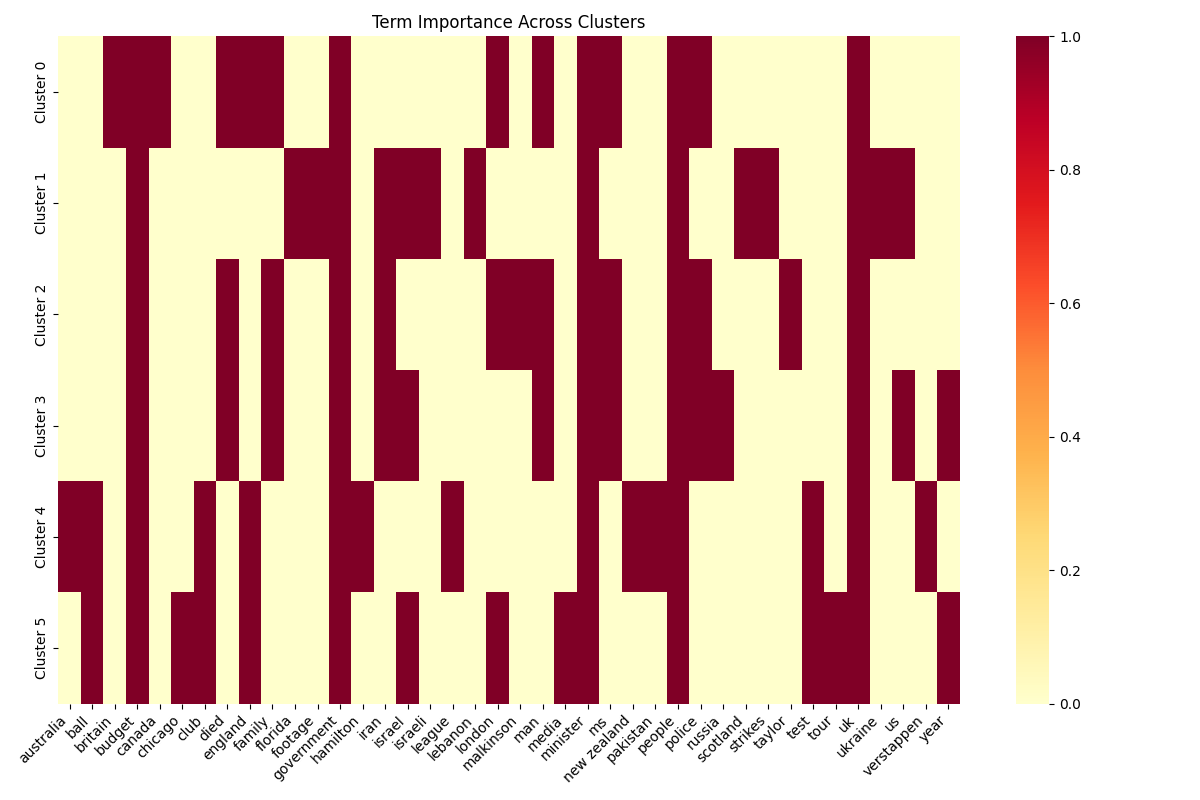 Term Importance Across Clusters
Cluster 0
Cluster 1
Cluster 2
Cluster 3
Cluster 4
Cluster 5
australia
ball
britain
budget
canada
chicago
club
died
england
family
florida
footage
government
hamilton
iran
israel
israeli
league
lebanon
london
malkinson
man
media
minister
ms
new zealand
pakistan
people
police
russia
scotland
strikes
taylor
test
tour
uk
ukraine
us
verstappen
year
1.0
0.8
0.6
0.4
0.2
0.0